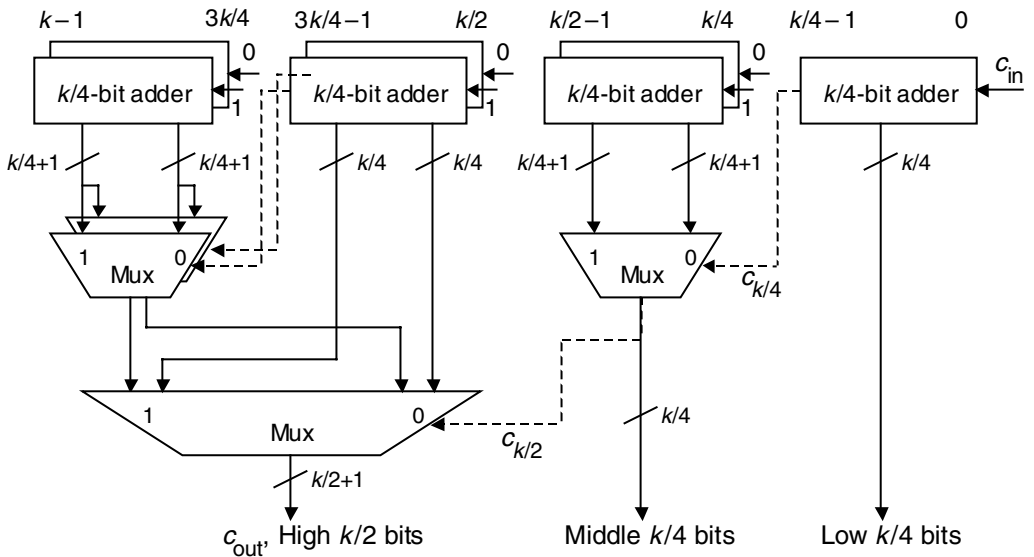 k−1 3k/4 3k/4−1 k/2 k/2−1 k/4 k/4−1 0
0 0 0 c_in
k/4-bit adder k/4-bit adder k/4-bit adder k/4-bit adder
1 1 1
k/4+1 k/4+1 k/4 k/4 k/4+1 k/4+1 k/4
1 0 1 0
Mux Mux c_k/4
1 0
Mux c_k/2 k/4
k/2+1
c_out, High k/2 bits Middle k/4 bits Low k/4 bits